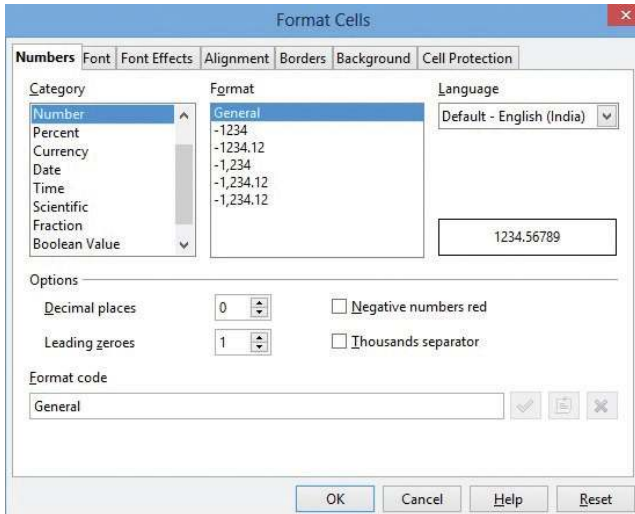 Format Cells
Numbers Font Font Effects Alignment Borders Background Cell Protection
Category
Number
Percent
Currency
Date
Time
Scientific
Fraction
Boolean Value
Format
General
-1234
-1234.12
-1,234
-1,234.12
-1,234.12
Language
Default - English (India)
1234.56789
Options
Decimal places 0
Negative numbers red
Leading zeroes 1
Thousands separator
Format code
General
OK Cancel Help Reset